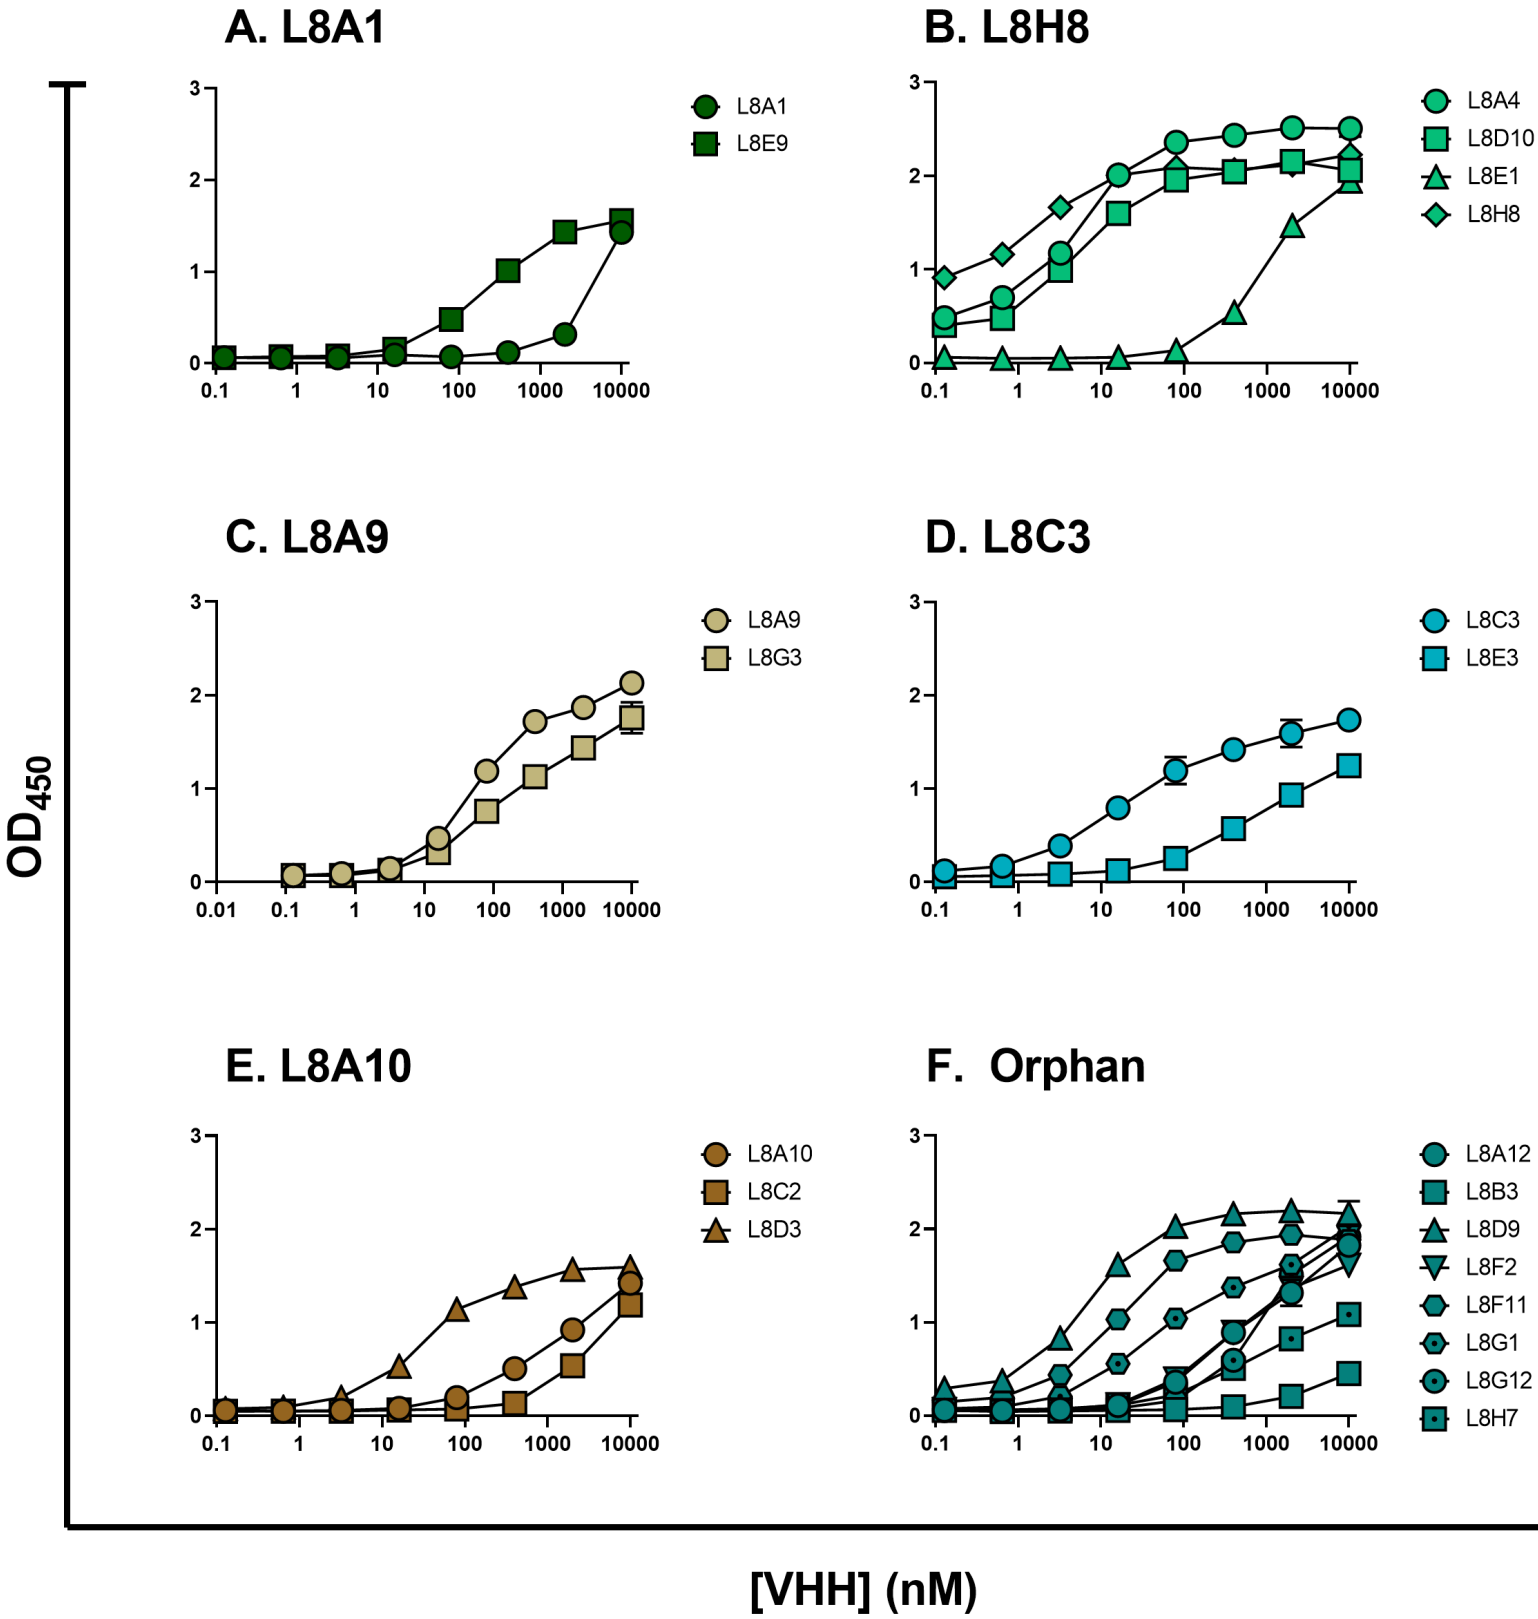 A. L8A1
3
2
1
0
0.1 1 10 100 1000 10000
L8A1
L8E9
B. L8H8
3
2
1
0
0.1 1 10 100 1000 10000
L8A4
L8D10
L8E1
L8H8
C. L8A9
3
2
1
0
0.01 0.1 1 10 100 1000 10000
L8A9
L8G3
D. L8C3
3
2
1
0
0.1 1 10 100 1000 10000
L8C3
L8E3
OD450
E. L8A10
3
2
1
0
0.1 1 10 100 1000 10000
L8A10
L8C2
L8D3
F. Orphan
3
2
1
0
0.1 1 10 100 1000 10000
L8A12
L8B3
L8D9
L8F2
L8F11
L8G1
L8G12
L8H7
[VHH] (nM)